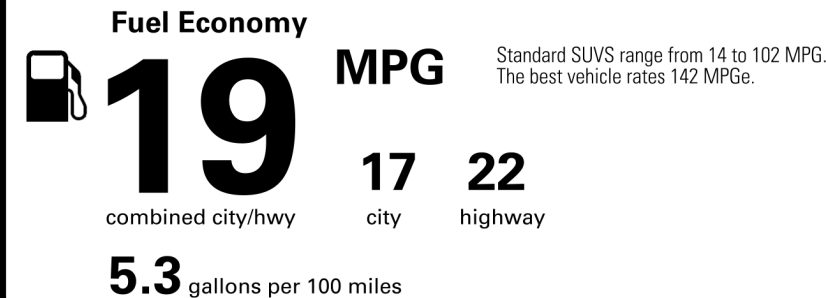 Fuel Economy
19
MPG
Standard SUVS range from 14 to 102 MPG.
The best vehicle rates 142 MPGe.
17 22
combined city/hwy city highway
5.3 gallons per 100 miles